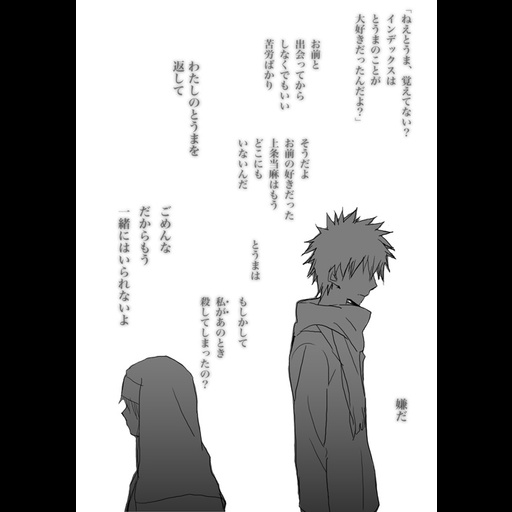 「ねえとうま、覚えてない?
インデックスは
とうまのことが
大好きだったんだよ?」
お前と
出会ってから
しなくでもいい
苦労ばかり
わたしのとうまを
返して
そうだよ
お前の好きだった
上条当麻はもう
どこにも
いないんだ
とうまは
ごめんな
だからもう
一緒にはいられないよ
もしかして
私があのとき
殺してしまったの?
嫌だ